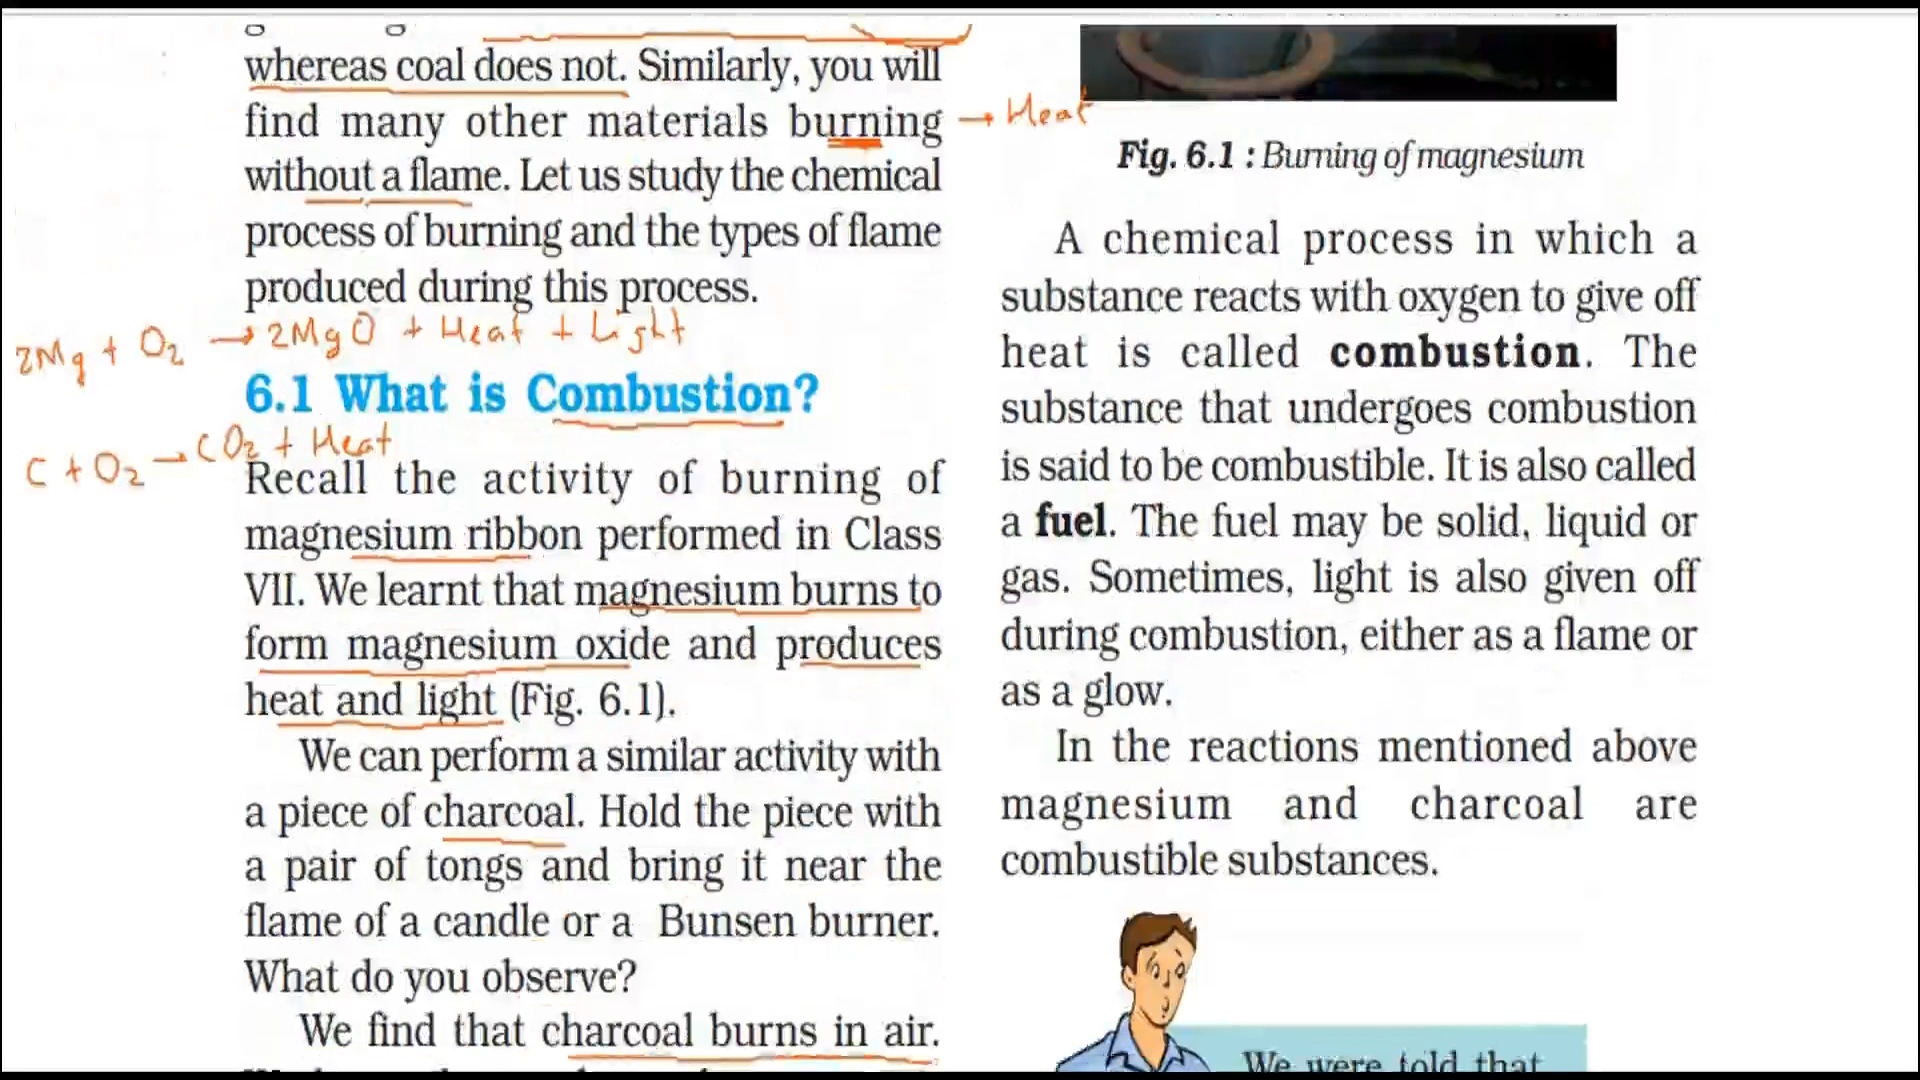 whereas coal does not. Similarly, you will
find many other materials burning → Heat
without a flame. Let us study the chemical
process of burning and the types of flame
produced during this process.
2Mg + O2 → 2MgO + Heat + Light
6.1 What is Combustion?
C + O2 → CO2 + Heat
Recall the activity of burning of
magnesium ribbon performed in Class
VII. We learnt that magnesium burns to
form magnesium oxide and produces
heat and light (Fig. 6.1).
We can perform a similar activity with
a piece of charcoal. Hold the piece with
a pair of tongs and bring it near the
flame of a candle or a Bunsen burner.
What do you observe?
We find that charcoal burns in air.
Fig. 6.1 : Burning of magnesium
A chemical process in which a
substance reacts with oxygen to give off
heat is called combustion. The
substance that undergoes combustion
is said to be combustible. It is also called
a fuel. The fuel may be solid, liquid or
gas. Sometimes, light is also given off
during combustion, either as a flame or
as a glow.
In the reactions mentioned above
magnesium and charcoal are
combustible substances.
We were told that